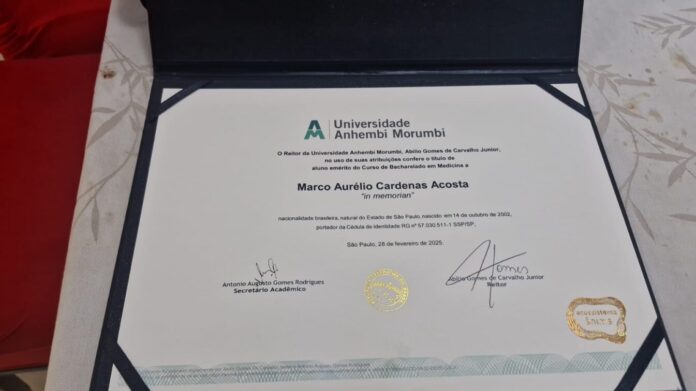 Universidade
Anhembi Morumbi
O Reitor da Universidade Anhembi Morumbi, Abílio Gomes de Carvalho Junior,
no uso de suas atribuições confere o título de
aluno emérito do Curso de Bacharelado em Medicina a
Marco Aurélio Cardenas Acosta
"in memorian"
nacionalidade brasileira, natural do Estado de São Paulo, nascido em 14 de outubro de 2002,
portador da Cédula de Identidade RG nº 57.030.511-1 SSP/SP.
São Paulo, 28 de fevereiro de 2025.
Antonio Augusto Gomes Rodrigues
Secretário Acadêmico
Abílio Gomes de Carvalho Junior
Reitor